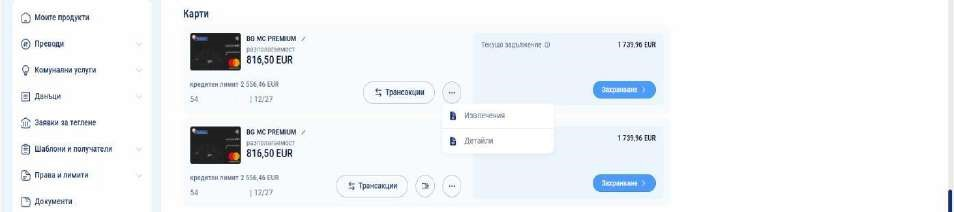 Моите продукти
Преводи
Комунални услуги
Данъци
Заявки за теглене
Шаблони и получатели
Права и лимити
Документи
Карти
BG MC PREMIUM
разполагаемост
816,50 EUR
кредитен лимит 2 556,46 EUR
54 | 12/27
Транзакции
Текущо задължение
1 739,96 EUR
Захранване
Извлечения
Детайли
BG MC PREMIUM
разполагаемост
816,50 EUR
кредитен лимит 2 556,46 EUR
54 | 12/27
Транзакции
1 739,96 EUR
Захранване